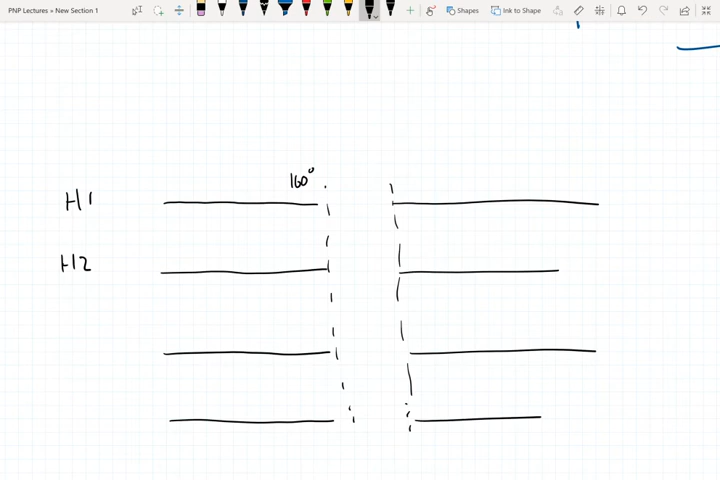 PNP Lectures » New Section 1
Shapes
Ink to Shape
160°
H1
H2